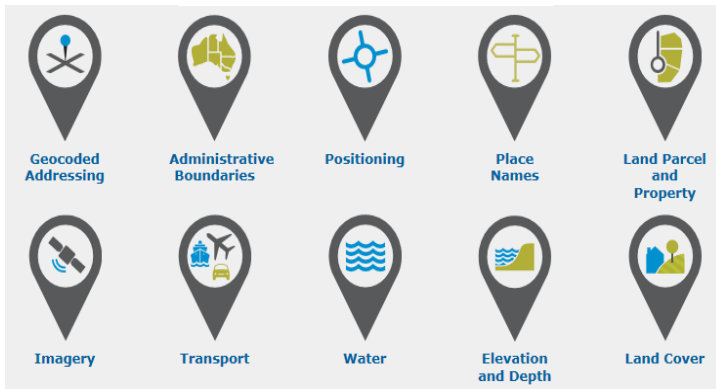 Geocoded
Addressing
Administrative
Boundaries
Positioning
Place
Names
Land Parcel
and
Property
Imagery
Transport
Water
Elevation
and Depth
Land Cover